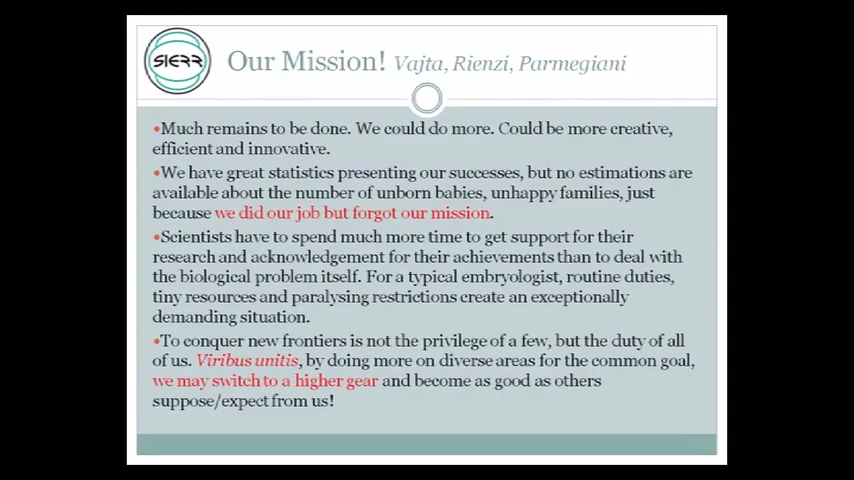 SIERR
Our Mission! Vajta, Rienzi, Parmegiani
•Much remains to be done. We could do more. Could be more creative,
efficient and innovative.
•We have great statistics presenting our successes, but no estimations are
available about the number of unborn babies, unhappy families, just
because we did our job but forgot our mission.
•Scientists have to spend much more time to get support for their
research and acknowledgement for their achievements than to deal with
the biological problem itself. For a typical embryologist, routine duties,
tiny resources and paralysing restrictions create an exceptionally
demanding situation.
•To conquer new frontiers is not the privilege of a few, but the duty of all
of us. Viribus unitis, by doing more on diverse areas for the common goal,
we may switch to a higher gear and become as good as others
suppose/expect from us!